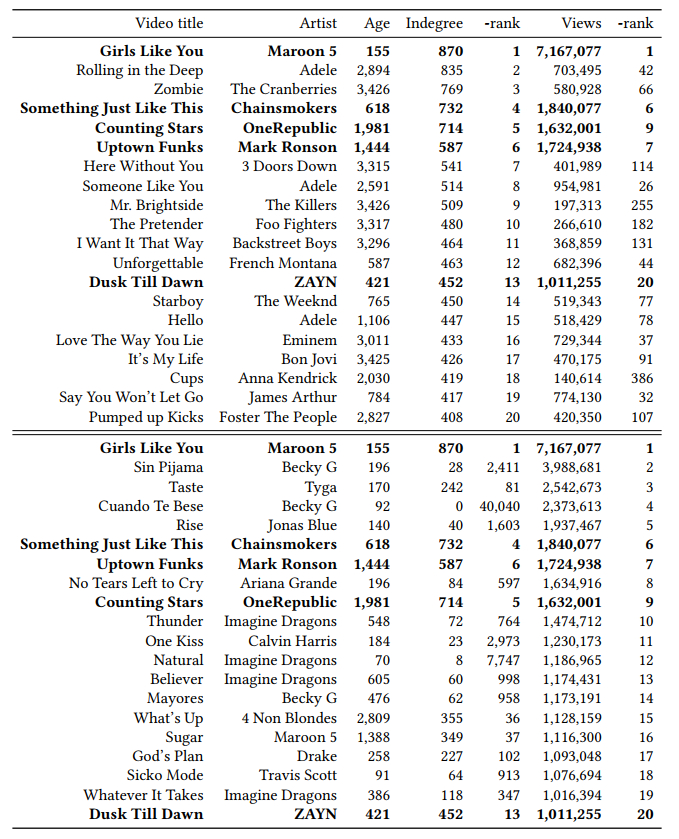 Video title Artist Age Indegree -rank Views -rank
Girls Like You Maroon 5 155 870 1 7,167,077 1
Rolling in the Deep Adele 2,894 835 2 703,495 42
Zombie The Cranberries 3,426 769 3 580,928 66
Something Just Like This Chainsmokers 618 732 4 1,840,077 6
Counting Stars OneRepublic 1,981 714 5 1,632,001 9
Uptown Funks Mark Ronson 1,444 587 6 1,724,938 7
Here Without You 3 Doors Down 3,315 541 7 401,989 114
Someone Like You Adele 2,591 514 8 954,981 26
Mr. Brightside The Killers 3,426 509 9 197,313 255
The Pretender Foo Fighters 3,317 480 10 266,610 182
I Want It That Way Backstreet Boys 3,296 464 11 368,859 131
Unforgettable French Montana 587 463 12 682,396 44
Dusk Till Dawn ZAYN 421 452 13 1,011,255 20
Starboy The Weeknd 765 450 14 519,343 77
Hello Adele 1,106 447 15 518,429 78
Love The Way You Lie Eminem 3,011 433 16 729,344 37
It's My Life Bon Jovi 3,425 426 17 470,175 91
Cups Anna Kendrick 2,030 419 18 140,614 386
Say You Won't Let Go James Arthur 784 417 19 774,130 32
Pumped up Kicks Foster The People 2,827 408 20 420,350 107
Girls Like You Maroon 5 155 870 1 7,167,077 1
Sin Pijama Becky G 196 28 2,411 3,988,681 2
Taste Tyga 170 242 81 2,542,673 3
Cuando Te Bese Becky G 92 0 40,040 2,373,613 4
Rise Jonas Blue 140 40 1,603 1,937,467 5
Something Just Like This Chainsmokers 618 732 4 1,840,077 6
Uptown Funks Mark Ronson 1,444 587 6 1,724,938 7
No Tears Left to Cry Ariana Grande 196 84 597 1,634,916 8
Counting Stars OneRepublic 1,981 714 5 1,632,001 9
Thunder Imagine Dragons 548 72 764 1,474,712 10
One Kiss Calvin Harris 184 23 2,973 1,230,173 11
Natural Imagine Dragons 70 8 7,747 1,186,965 12
Believer Imagine Dragons 605 60 998 1,174,431 13
Mayores Becky G 476 62 958 1,173,191 14
What's Up 4 Non Blondes 2,809 355 36 1,128,159 15
Sugar Maroon 5 1,388 349 37 1,116,300 16
God's Plan Drake 258 227 102 1,093,048 17
Sicko Mode Travis Scott 91 64 913 1,076,694 18
Whatever It Takes Imagine Dragons 386 118 347 1,016,394 19
Dusk Till Dawn ZAYN 421 452 13 1,011,255 20